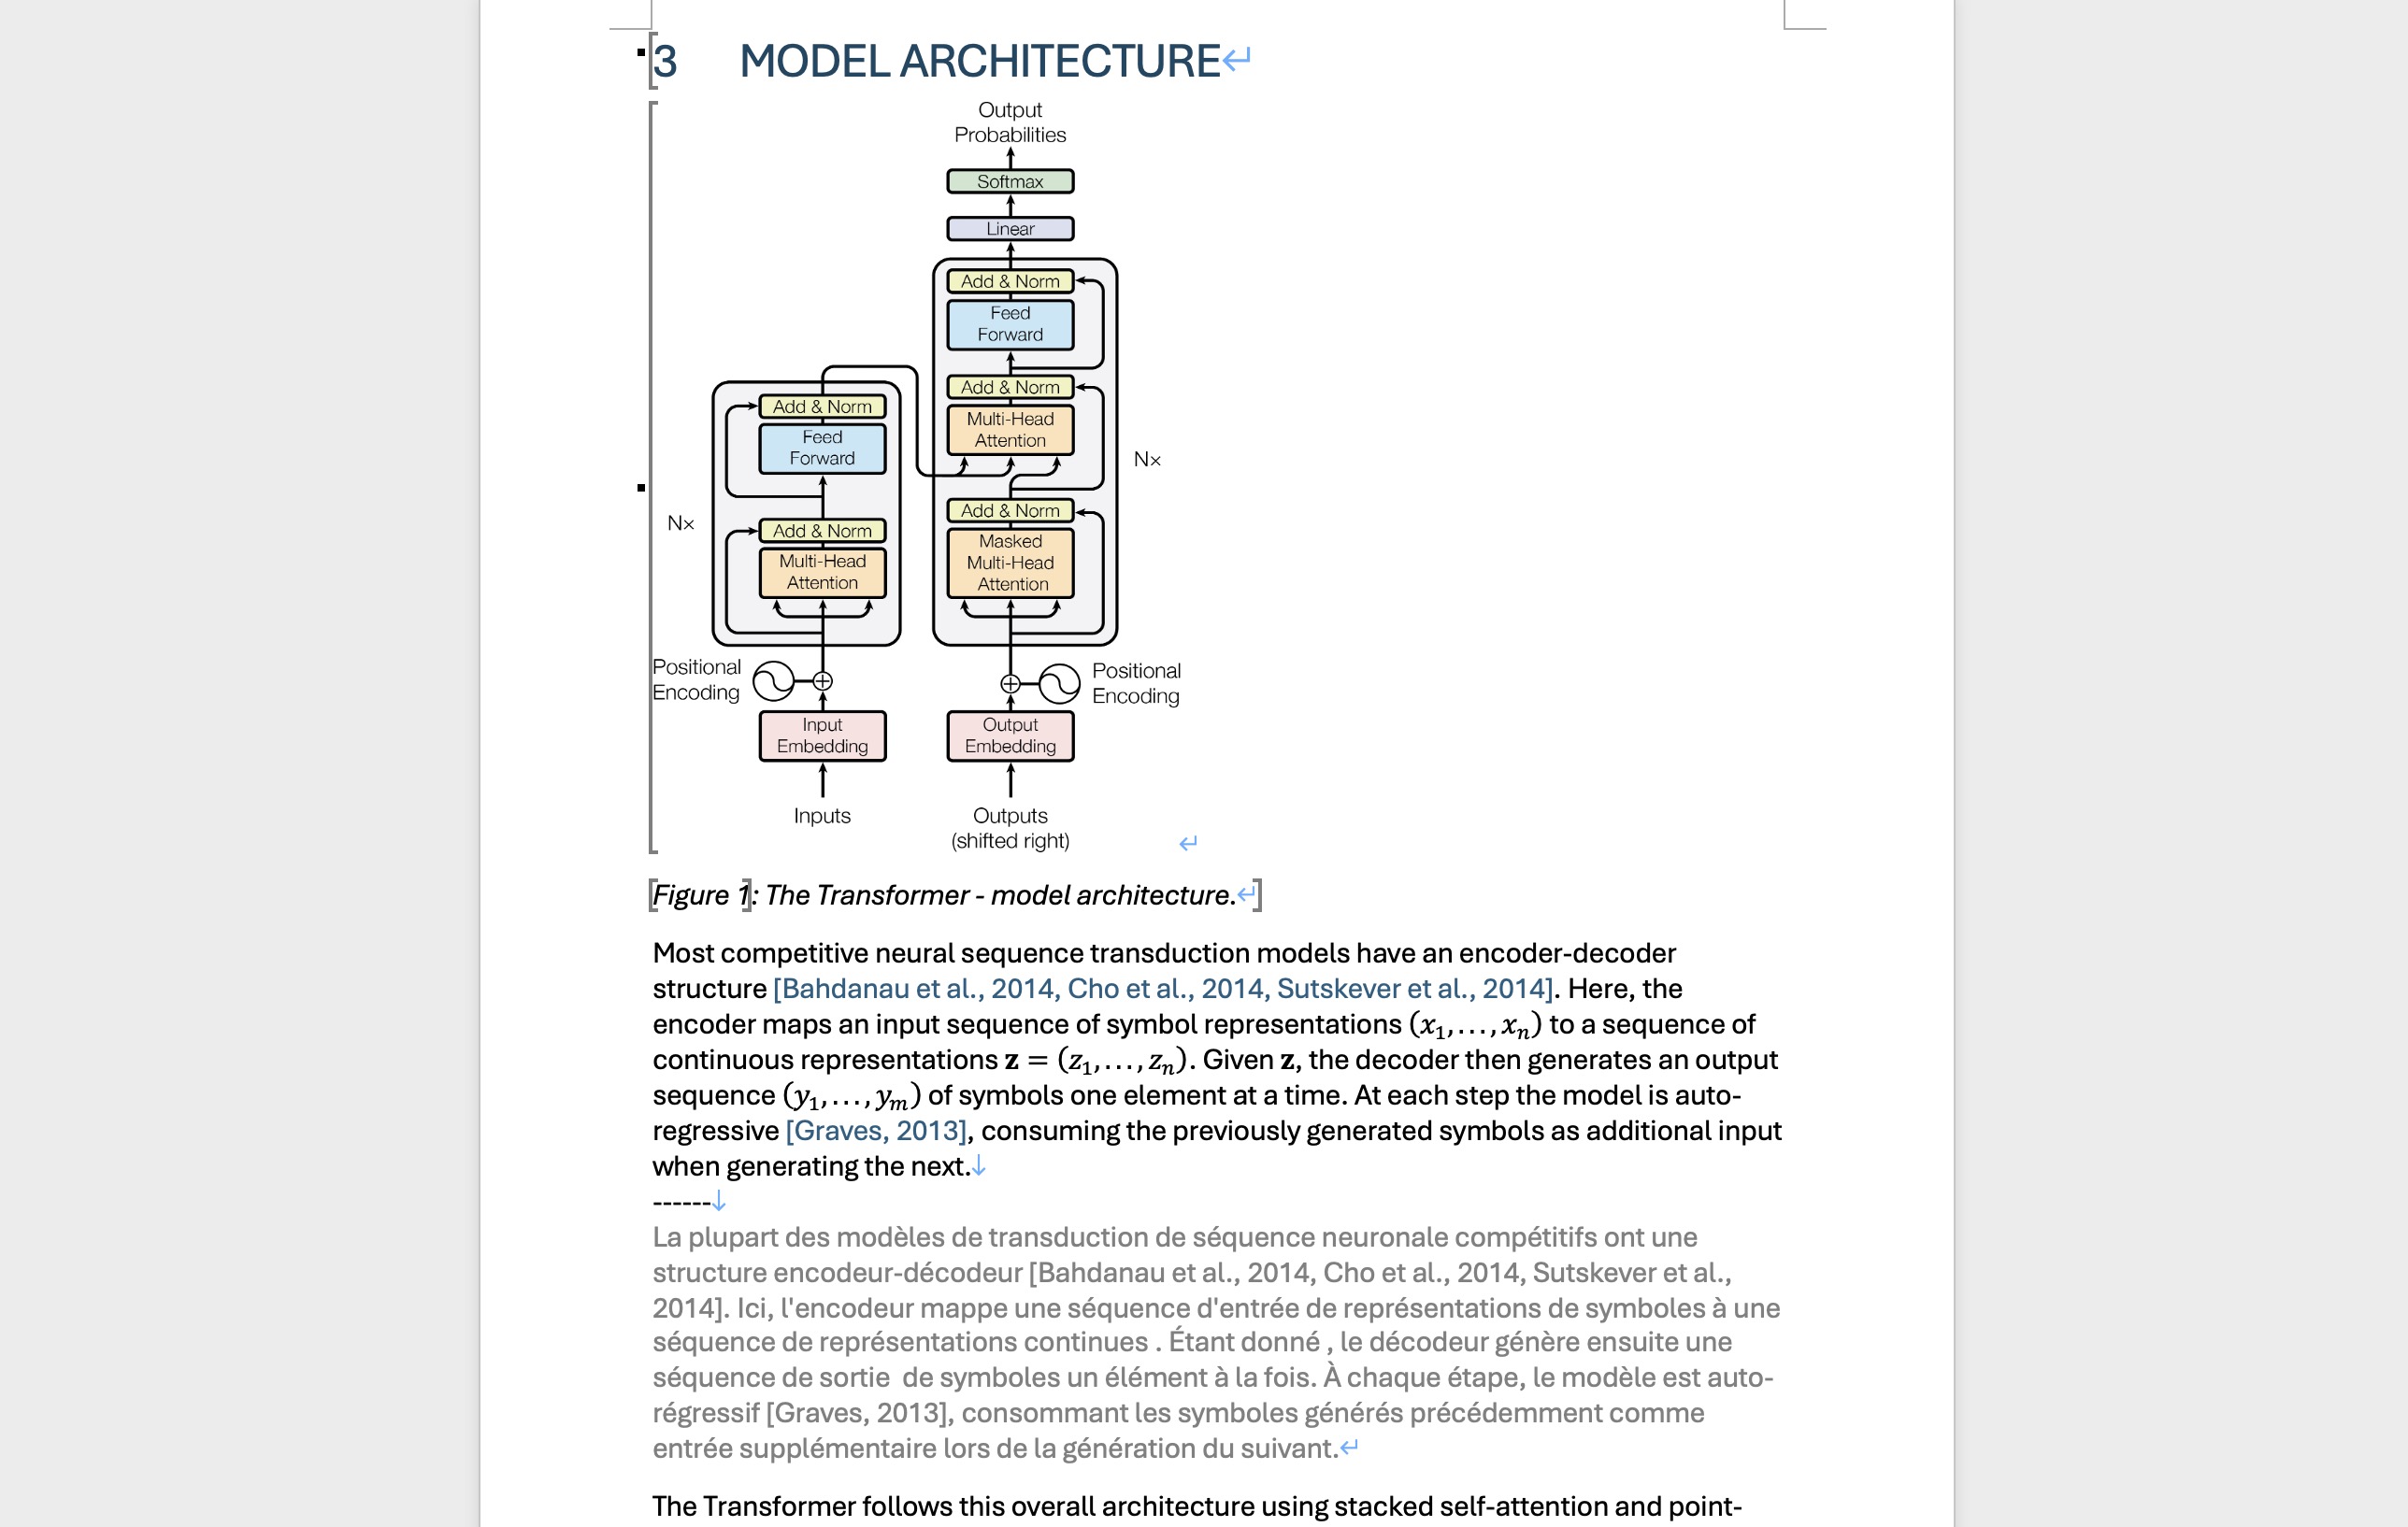 3 MODEL ARCHITECTURE
Output
Probabilities
Softmax
Linear
Add & Norm
Feed
Forward
Add & Norm
Multi-Head
Attention
Nx
Add & Norm
Masked
Multi-Head
Attention
Add & Norm
Feed
Forward
Nx
Add & Norm
Multi-Head
Attention
Positional
Encoding
Positional
Encoding
Input
Embedding
Output
Embedding
Inputs
Outputs
(shifted right)
Figure 1: The Transformer - model architecture.
Most competitive neural sequence transduction models have an encoder-decoder
structure [Bahdanau et al., 2014, Cho et al., 2014, Sutskever et al., 2014]. Here, the
encoder maps an input sequence of symbol representations (x₁,...,xₙ) to a sequence of
continuous representations z = (z₁,...,zₙ). Given z, the decoder then generates an output
sequence (y₁,...,yₘ) of symbols one element at a time. At each step the model is auto-
regressive [Graves, 2013], consuming the previously generated symbols as additional input
when generating the next.
------
La plupart des modèles de transduction de séquence neuronale compétitifs ont une
structure encodeur-décodeur [Bahdanau et al., 2014, Cho et al., 2014, Sutskever et al.,
2014]. Ici, l'encodeur mappe une séquence d'entrée de représentations de symboles à une
séquence de représentations continues . Étant donné , le décodeur génère ensuite une
séquence de sortie  de symboles un élément à la fois. À chaque étape, le modèle est auto-
régressif [Graves, 2013], consommant les symboles générés précédemment comme
entrée supplémentaire lors de la génération du suivant.
The Transformer follows this overall architecture using stacked self-attention and point-